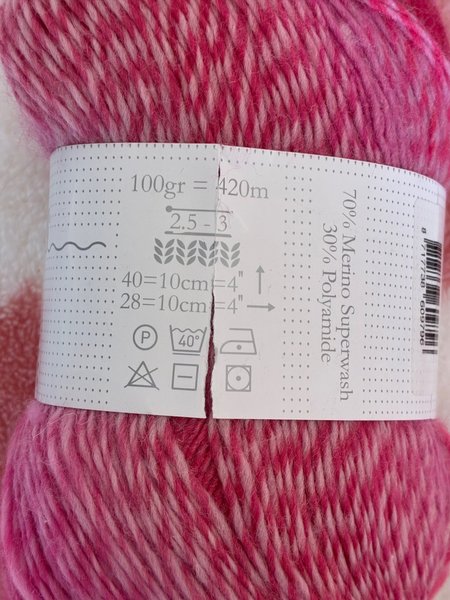 100gr = 420m
2.5 - 3
40=10cm=4"
28=10cm=4"
P
40°
70% Merino Superwash
30% Polyamide